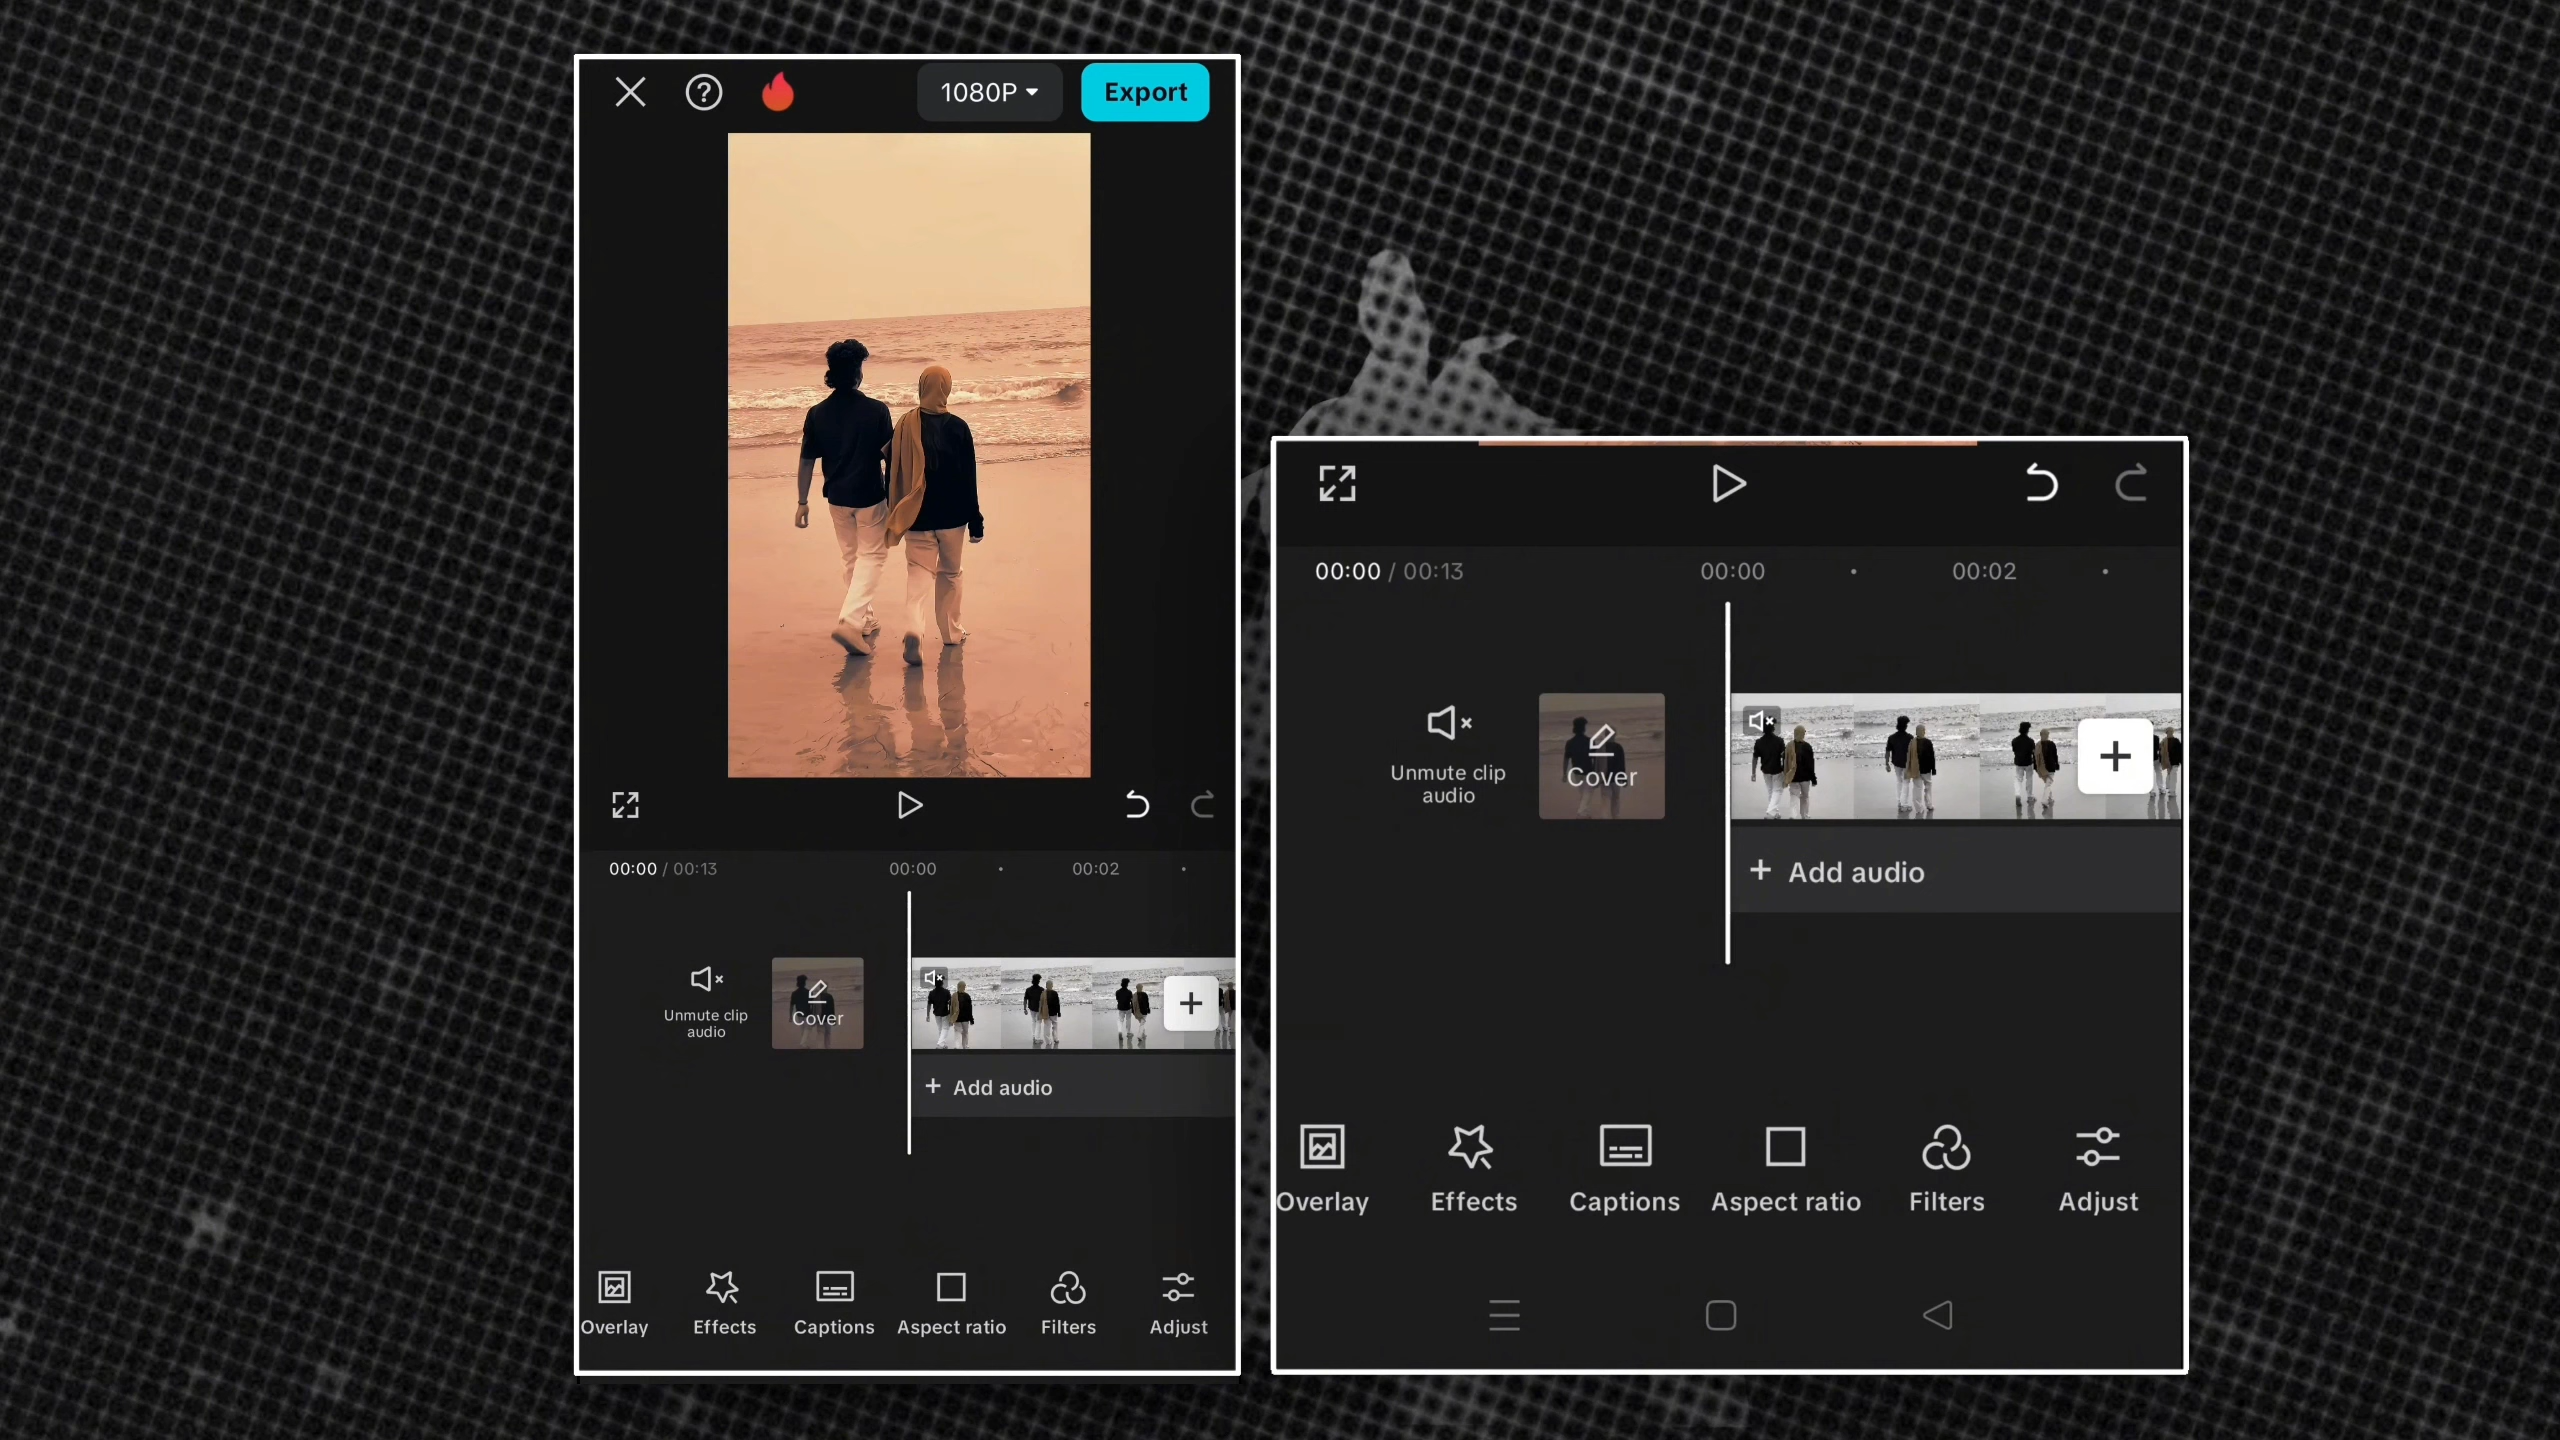 1080P
Export
00:00 / 00:13
00:00
00:02
Unmute clip
audio
Cover
+ Add audio
Overlay
Effects
Captions
Aspect ratio
Filters
Adjust
00:00 / 00:13
00:00
00:02
Unmute clip
audio
Cover
+ Add audio
Overlay
Effects
Captions
Aspect ratio
Filters
Adjust